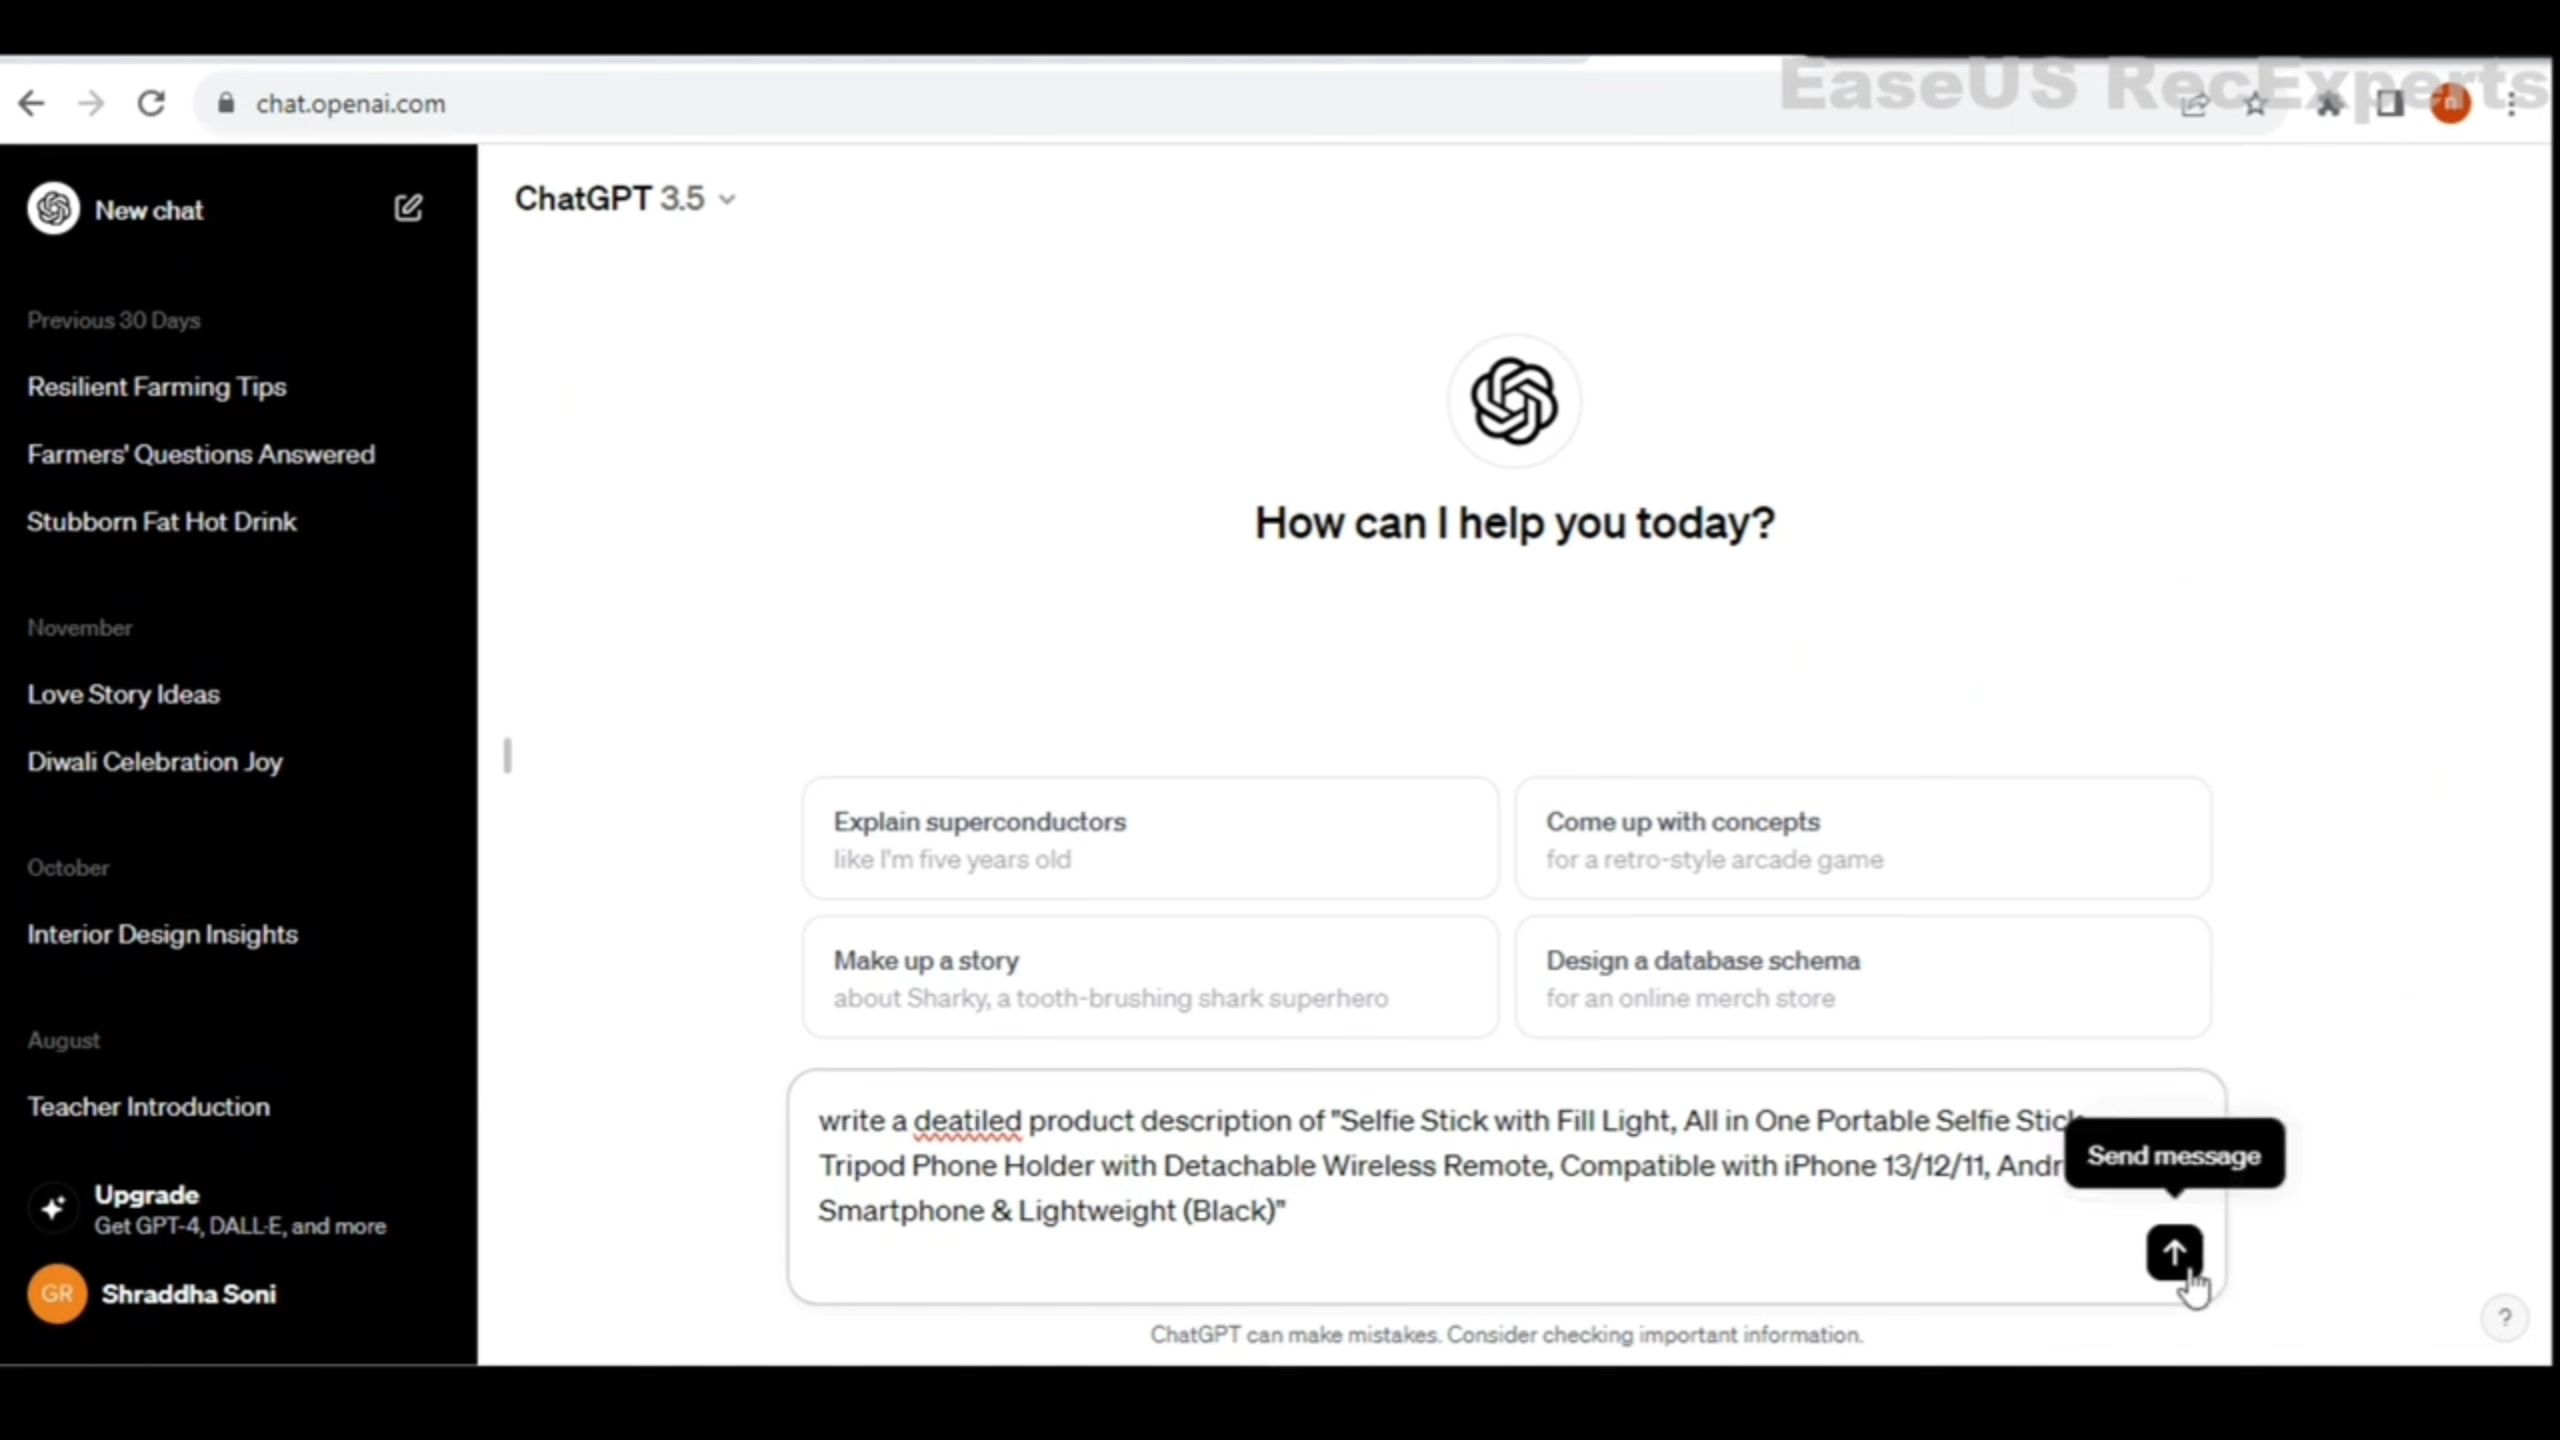 EaseUS RecExperts
chat.openai.com
New chat
ChatGPT 3.5
Previous 30 Days
Resilient Farming Tips
Farmers' Questions Answered
Stubborn Fat Hot Drink
November
Love Story Ideas
Diwali Celebration Joy
October
Interior Design Insights
August
Teacher Introduction
Upgrade
Get GPT-4, DALL·E, and more
GR
Shraddha Soni
How can I help you today?
Explain superconductors
like I'm five years old
Come up with concepts
for a retro-style arcade game
Make up a story
about Sharky, a tooth-brushing shark superhero
Design a database schema
for an online merch store
write a deatiled product description of "Selfie Stick with Fill Light, All in One Portable Selfie Stick
Tripod Phone Holder with Detachable Wireless Remote, Compatible with iPhone 13/12/11, Andr
Smartphone & Lightweight (Black)"
Send message
ChatGPT can make mistakes. Consider checking important information.
?